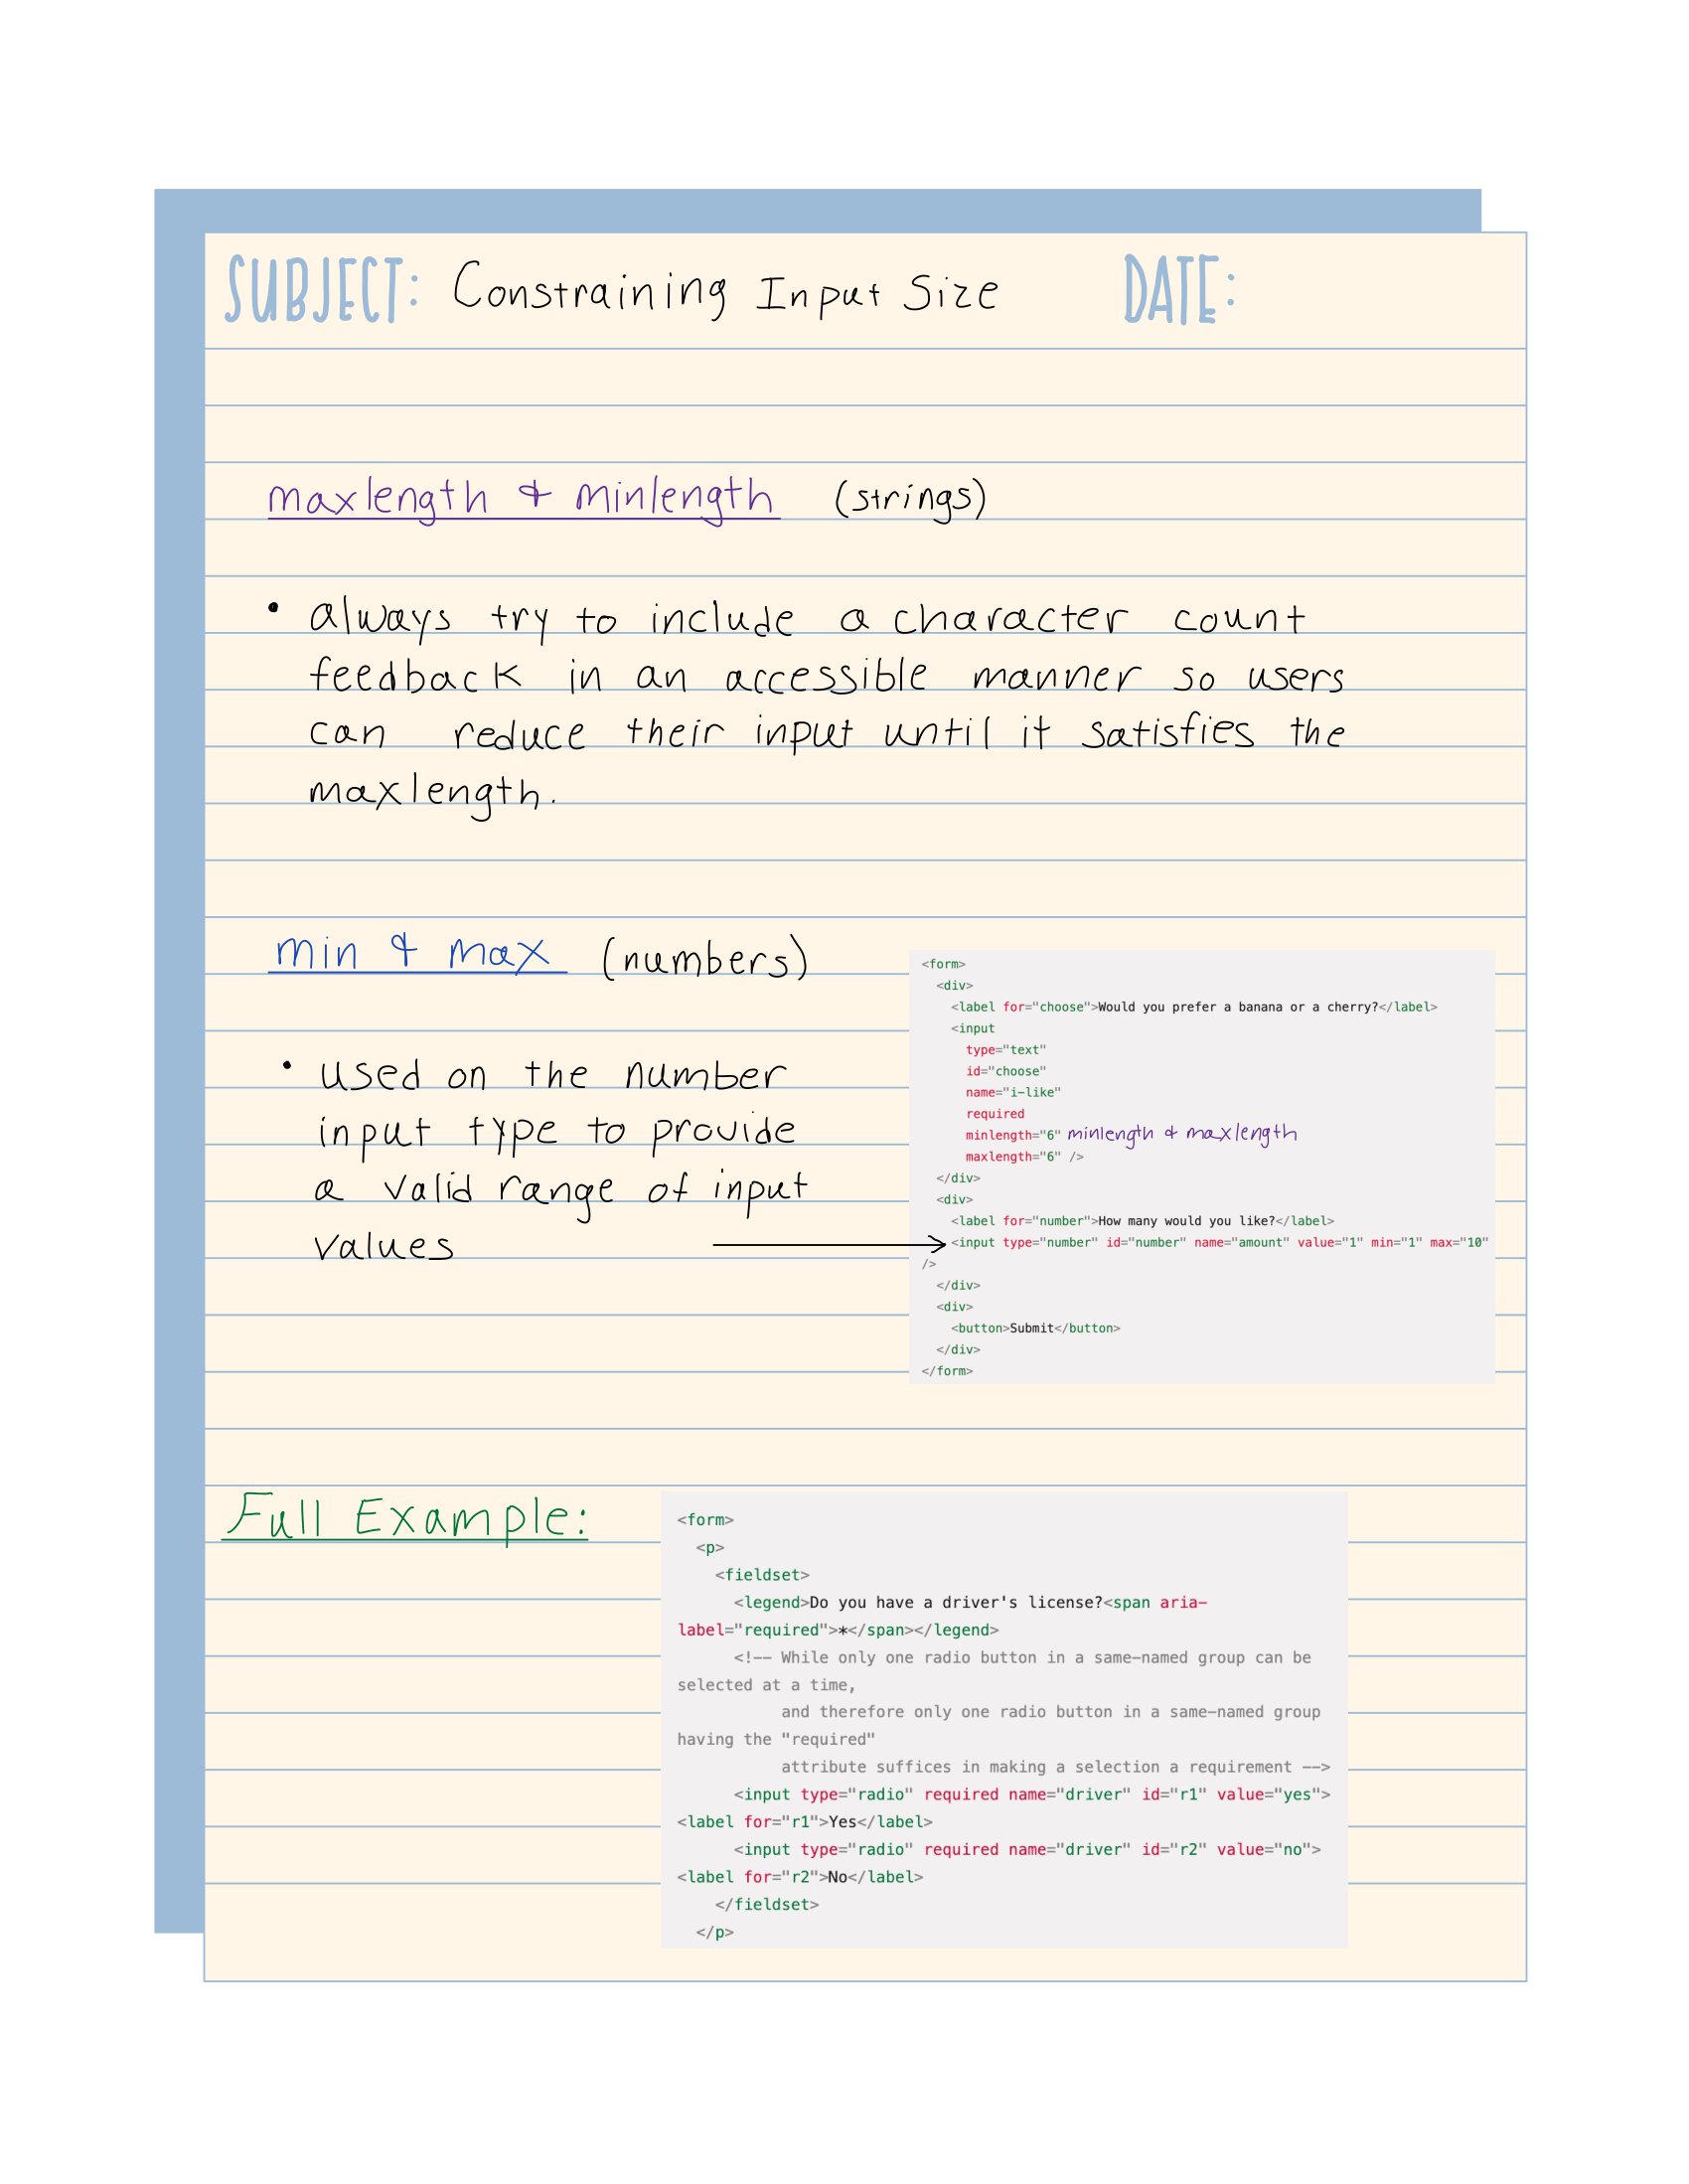 SUBJECT: Constraining Input Size DATE:
maxlength & minlength (strings)
• always try to include a character count
feedback in an accessible manner so users
can reduce their input until it satisfies the
maxlength.
min & max (numbers)
• used on the number
input type to provide
a valid range of input
values
<form>
  <div>
    <label for="choose">Would you prefer a banana or a cherry?</label>
    <input
      type="text"
      id="choose"
      name="i-like"
      required
      minlength="6" minlength & maxlength
      maxlength="6" />
  </div>
  <div>
    <label for="number">How many would you like?</label>
    <input type="number" id="number" name="amount" value="1" min="1" max="10"
/>
  </div>
  <div>
    <button>Submit</button>
  </div>
</form>
Full Example:
<form>
  <p>
    <fieldset>
      <legend>Do you have a driver's license?<span aria-
label="required">*</span></legend>
      <!-- While only one radio button in a same-named group can be
selected at a time,
           and therefore only one radio button in a same-named group
having the "required"
           attribute suffices in making a selection a requirement -->
      <input type="radio" required name="driver" id="r1" value="yes">
<label for="r1">Yes</label>
      <input type="radio" required name="driver" id="r2" value="no">
<label for="r2">No</label>
    </fieldset>
  </p>